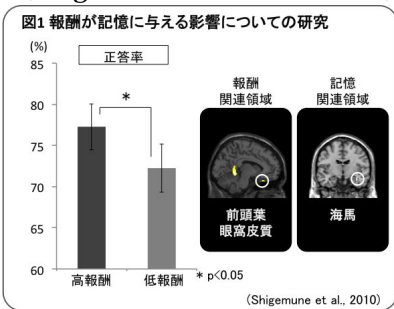 図1 報酬が記憶に与える影響についての研究
(%)
正答率
85
80
75
70
65
60
*
高報酬
低報酬
* p<0.05
報酬
関連領域
記憶
関連領域
前頭葉
眼窩皮質
海馬
(Shigemune et al., 2010)